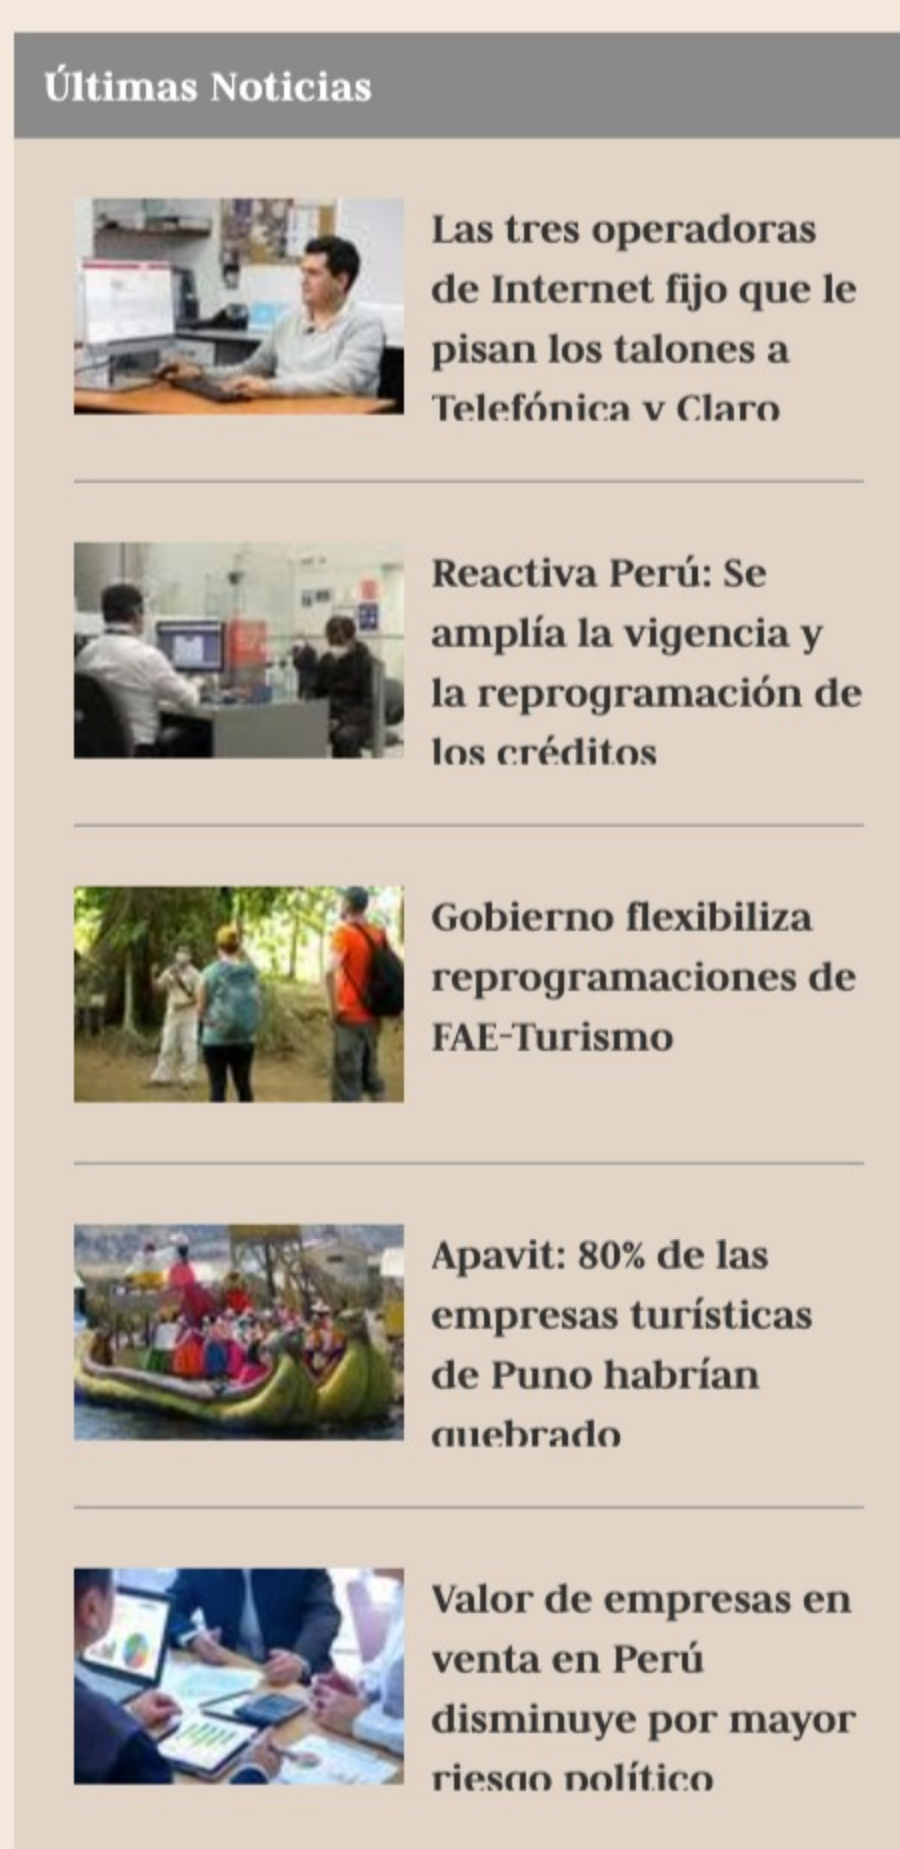 Últimas Noticias
Las tres operadoras
de Internet fijo que le
pisan los talones a
Telefónica y Claro
Reactiva Perú: Se
amplía la vigencia y
la reprogramación de
los créditos
Gobierno flexibiliza
reprogramaciones de
FAE-Turismo
Apavit: 80% de las
empresas turísticas
de Puno habrían
quebrado
Valor de empresas en
venta en Perú
disminuye por mayor
riesgo político